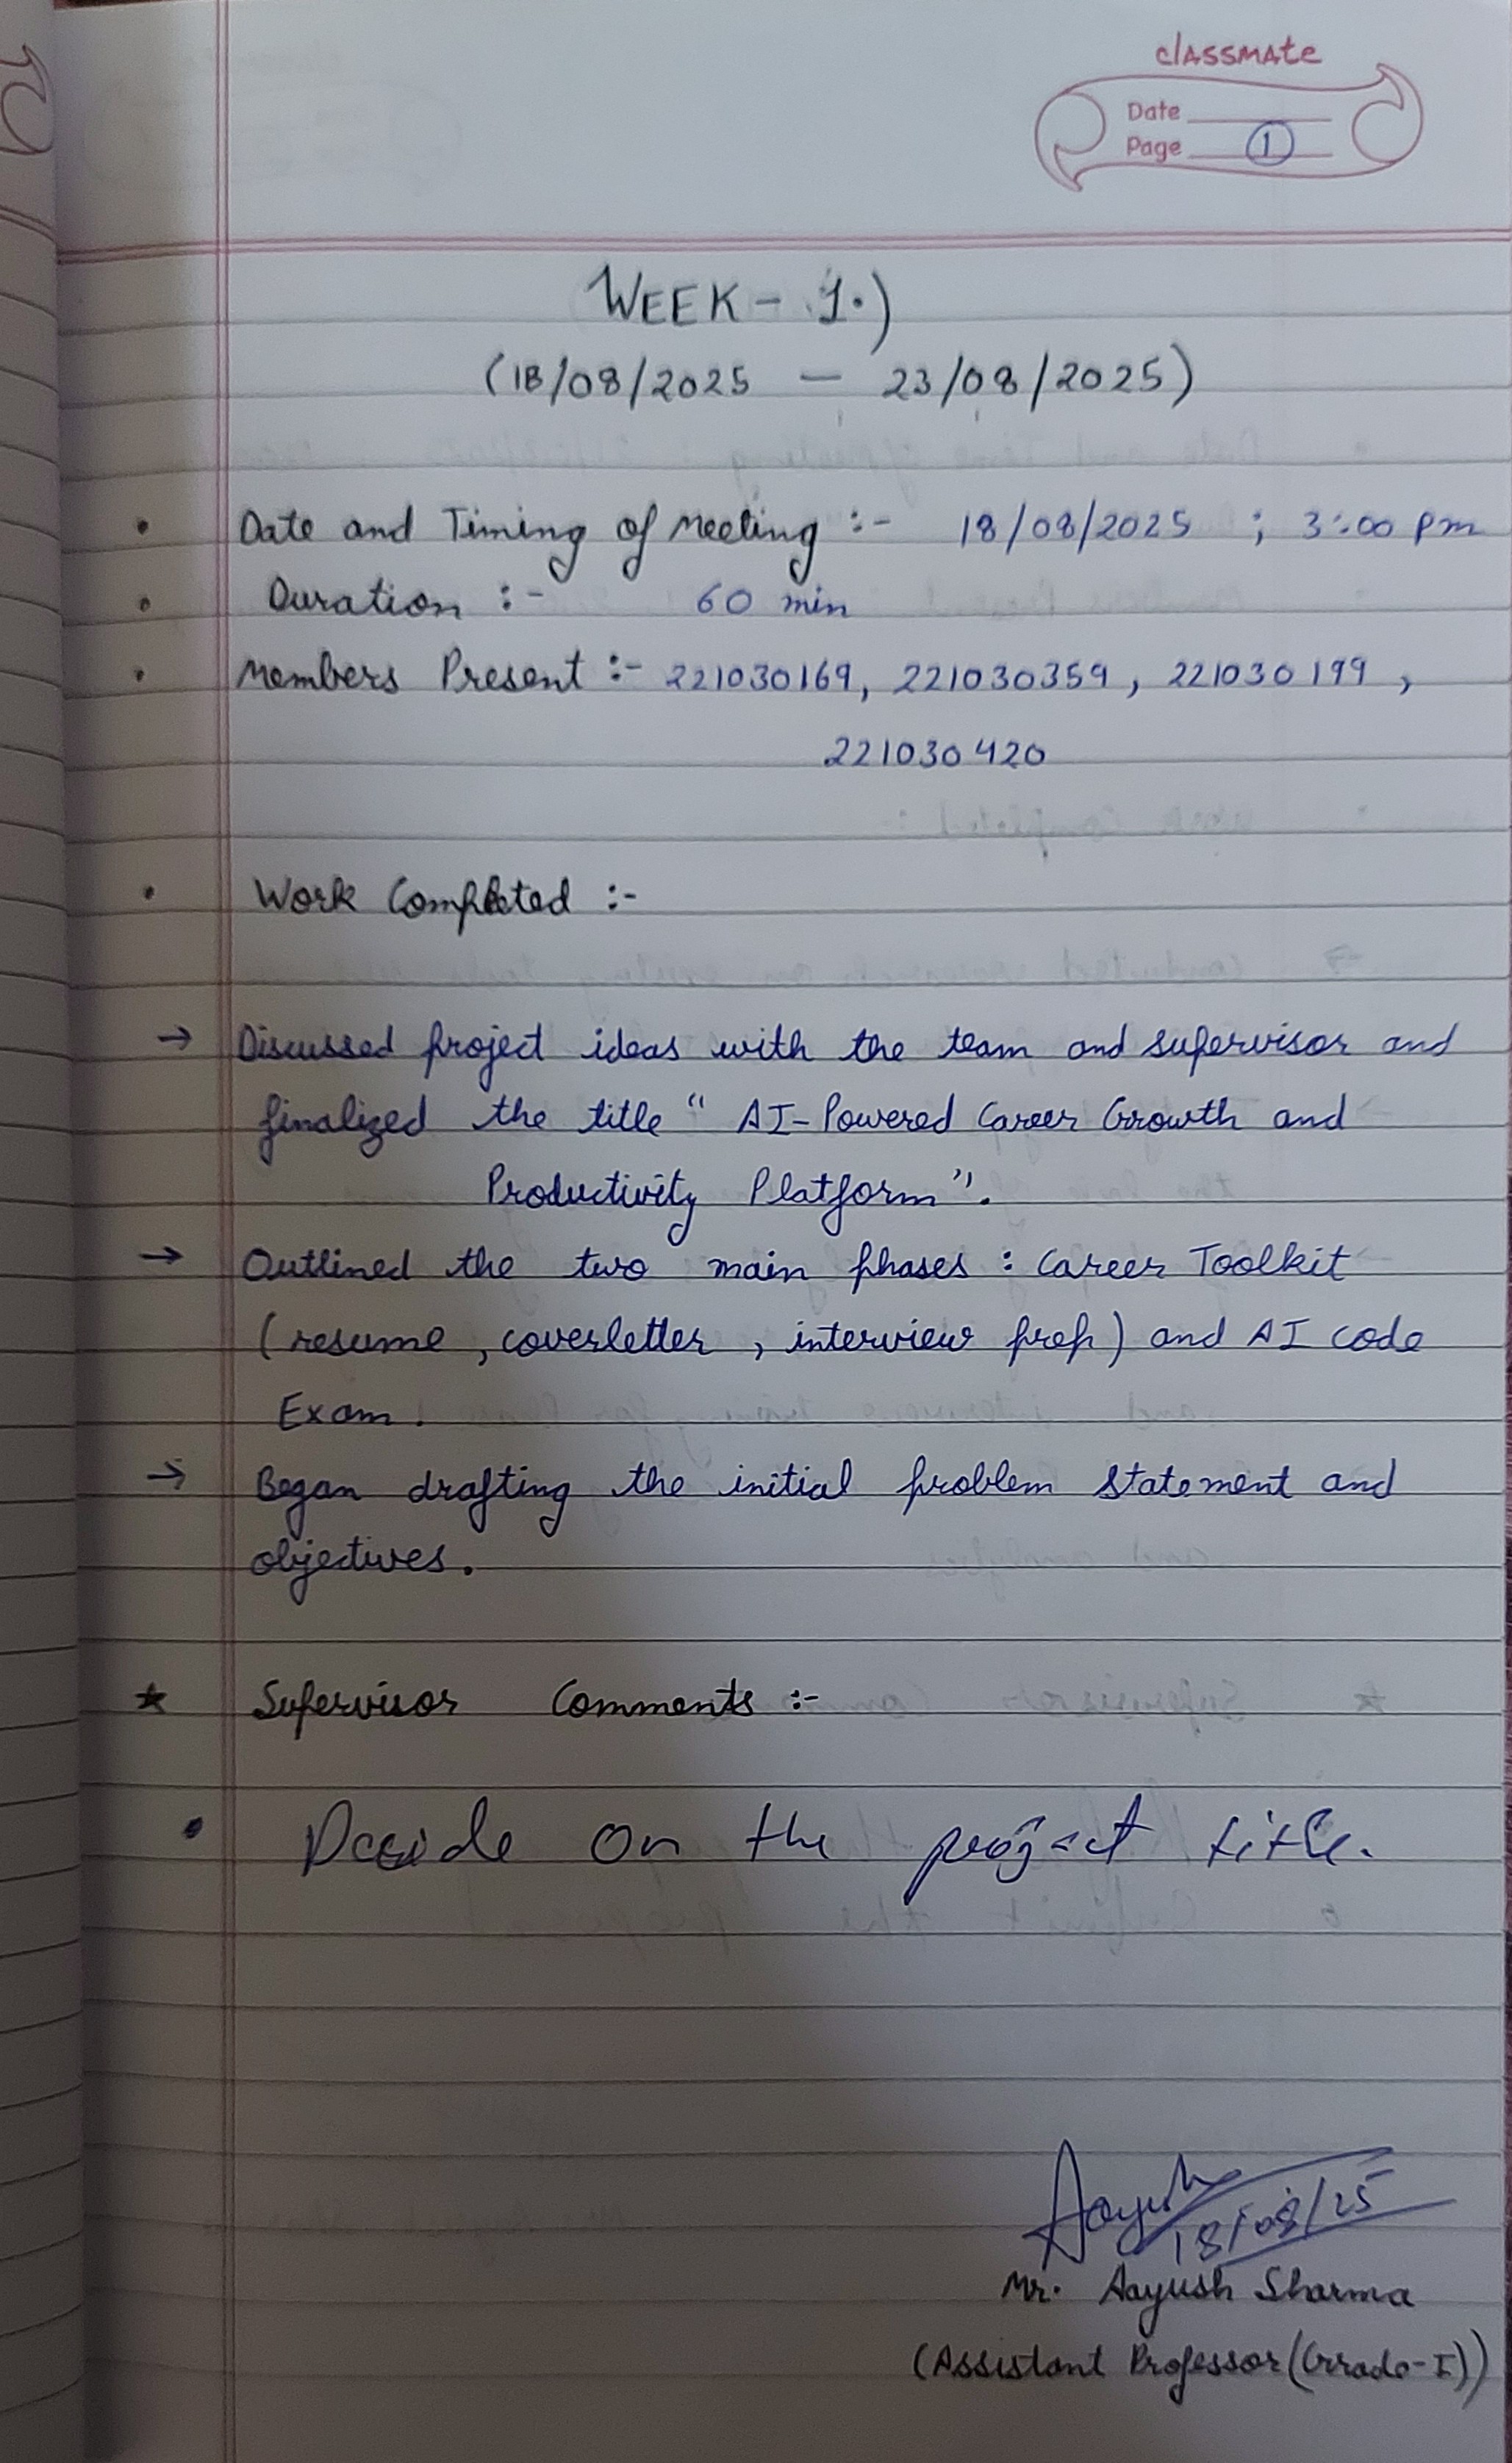 classmate
Date
Page 1
WEEK - 1.)
(18/08/2025 — 23/08/2025)
• Date and Timing of Meeting :- 18/08/2025 ; 3:00 pm
• Duration :- 60 min
• Members Present :- 221030169, 221030359, 221030199,
221030420
• Work Completed :-
→ Discussed project ideas with the team and supervisor and
finalized the title " AI-Powered Career Growth and
Productivity Platform".
→ Outlined the two main phases : Career Toolkit
(resume, coverletter, interview prep) and AI code
Exam.
→ Began drafting the initial problem statement and
objectives.
★ Supervisor Comments :-
• Decide on the project title.
Aayush
18/08/25
Mr. Aayush Sharma
(Assistant Professor(Grade-I))